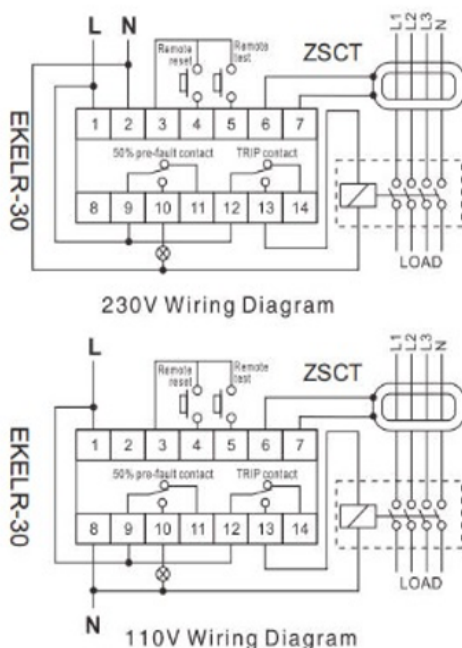 L N
Remote reset
Remote test
ZSCT
L1 L2 L3 N
EKELR-30
1 2 3 4 5 6 7
50% pre-fault contact TRIP contact
8 9 10 11 12 13 14
LOAD
230V Wiring Diagram
L
Remote reset
Remote test
ZSCT
L1 L2 L3 N
EKELR-30
1 2 3 4 5 6 7
50% pre-fault contact TRIP contact
8 9 10 11 12 13 14
LOAD
N
110V Wiring Diagram